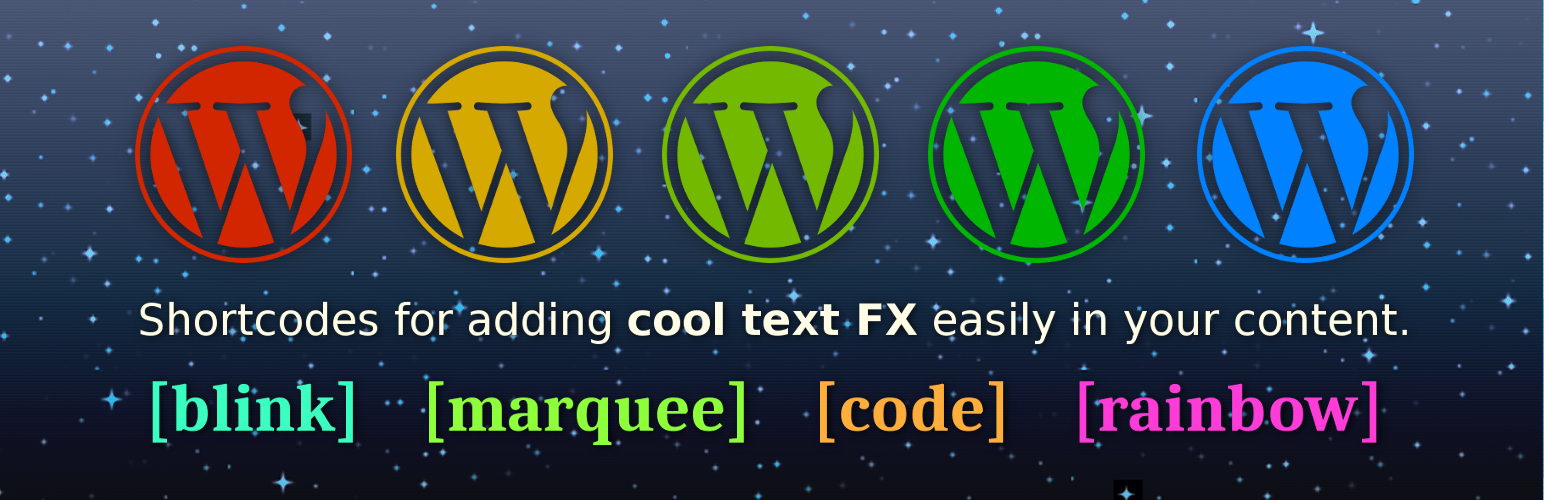 Shortcodes for adding cool text FX easily in your content.
[blink] [marquee] [code] [rainbow]